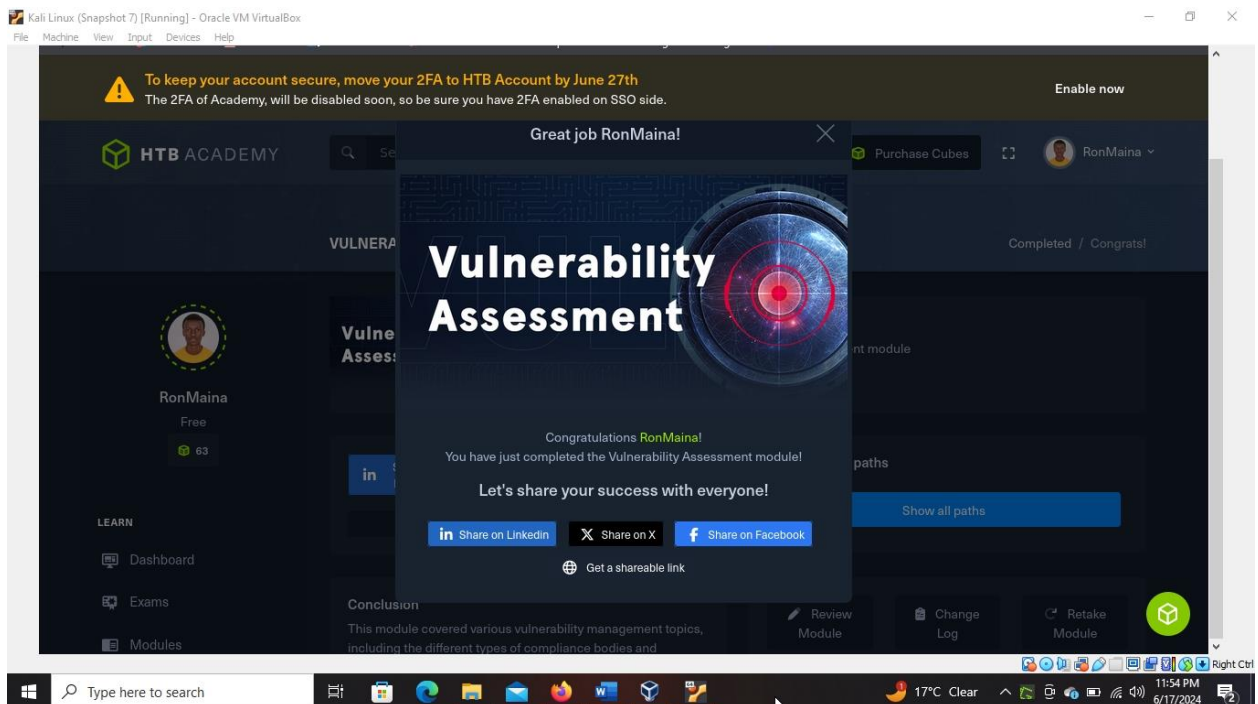 Kali Linux (Snapshot 7) [Running] - Oracle VM VirtualBox
File Machine View Input Devices Help
To keep your account secure, move your 2FA to HTB Account by June 27th
The 2FA of Academy, will be disabled soon, so be sure you have 2FA enabled on SSO side.
Enable now
HTB ACADEMY
Se
Great job RonMaina!
Purchase Cubes
RonMaina
VULNERA
Completed / Congrats!
Vulnerability
Assessment
Vulne
Assess
nt module
RonMaina
Free
63
Congratulations RonMaina!
You have just completed the Vulnerability Assessment module!
Let's share your success with everyone!
in
paths
Show all paths
in Share on Linkedin
X Share on X
f Share on Facebook
Get a shareable link
LEARN
Dashboard
Exams
Modules
Conclusion
This module covered various vulnerability management topics,
including the different types of compliance bodies and
Review
Module
Change
Log
Retake
Module
Right Ctrl
Type here to search
W
17°C Clear
11:54 PM
6/17/2024
2